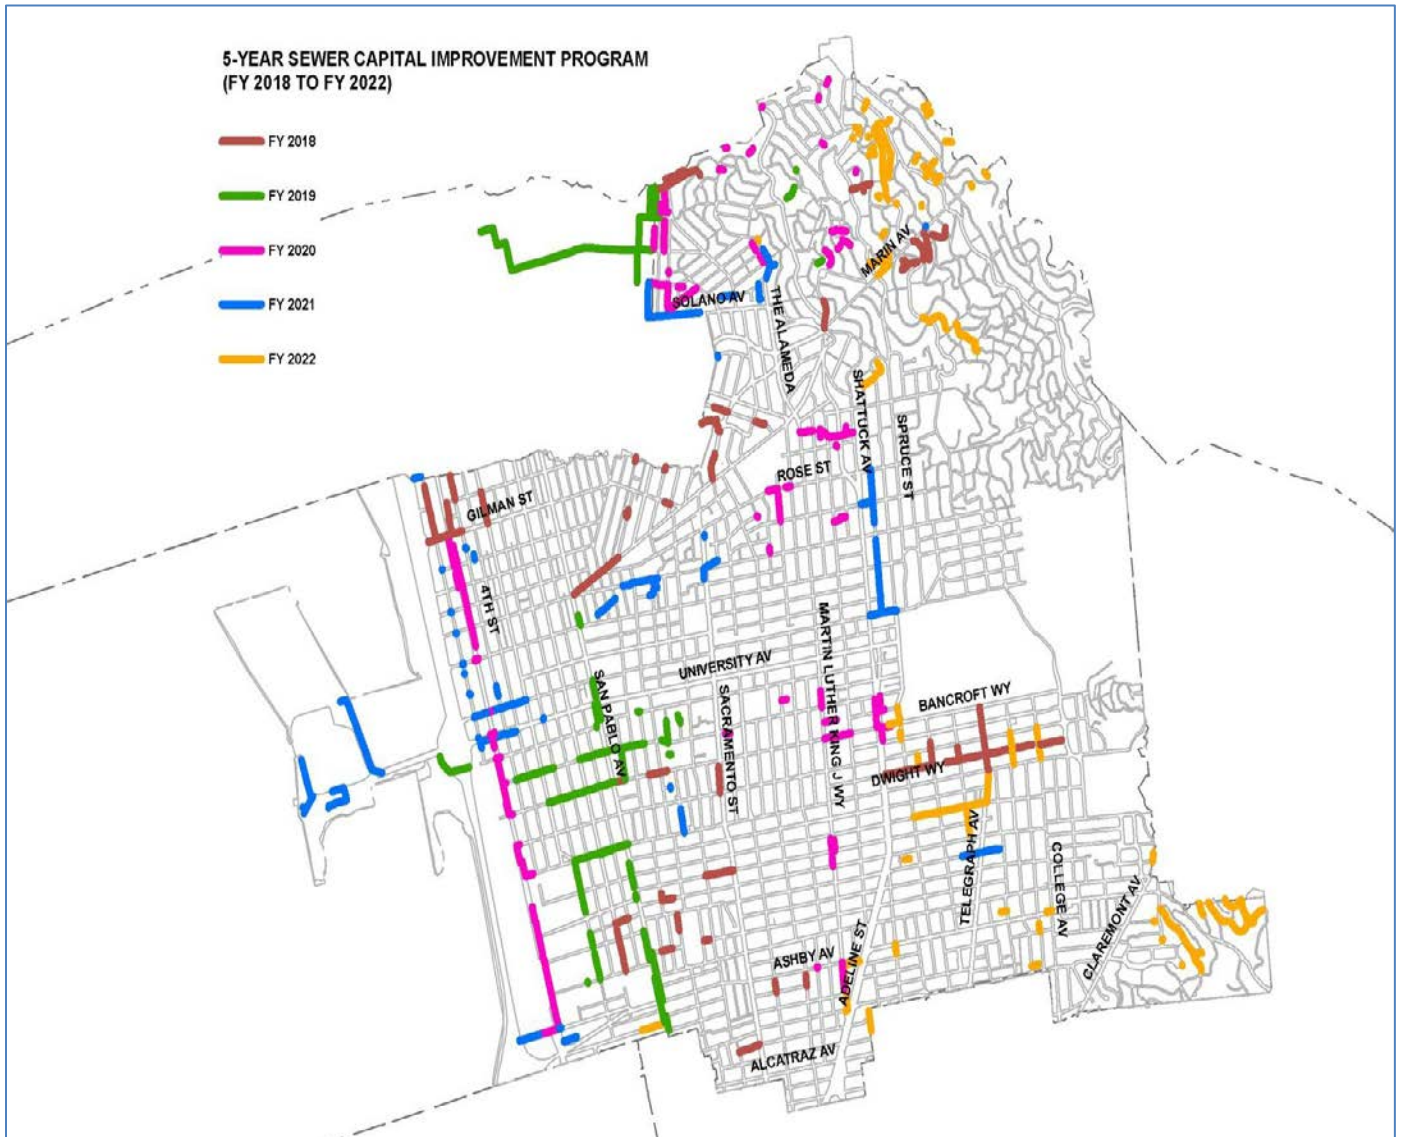 5-YEAR SEWER CAPITAL IMPROVEMENT PROGRAM
(FY 2018 TO FY 2022)
FY 2018
FY 2019
FY 2020
FY 2021
FY 2022
MARIN AV
SOLANO AV
THE ALAMEDA
SHATTUCK AV
SPRUCE ST
ROSE ST
GILMAN ST
4TH ST
UNIVERSITY AV
SAN PABLO AV
SACRAMENTO ST
MARTIN LUTHER KING J WY
BANCROFT WY
DWIGHT WY
TELEGRAPH AV
COLLEGE AV
CLAREMONT AV
ASHBY AV
ADELINE ST
ALCATRAZ AV